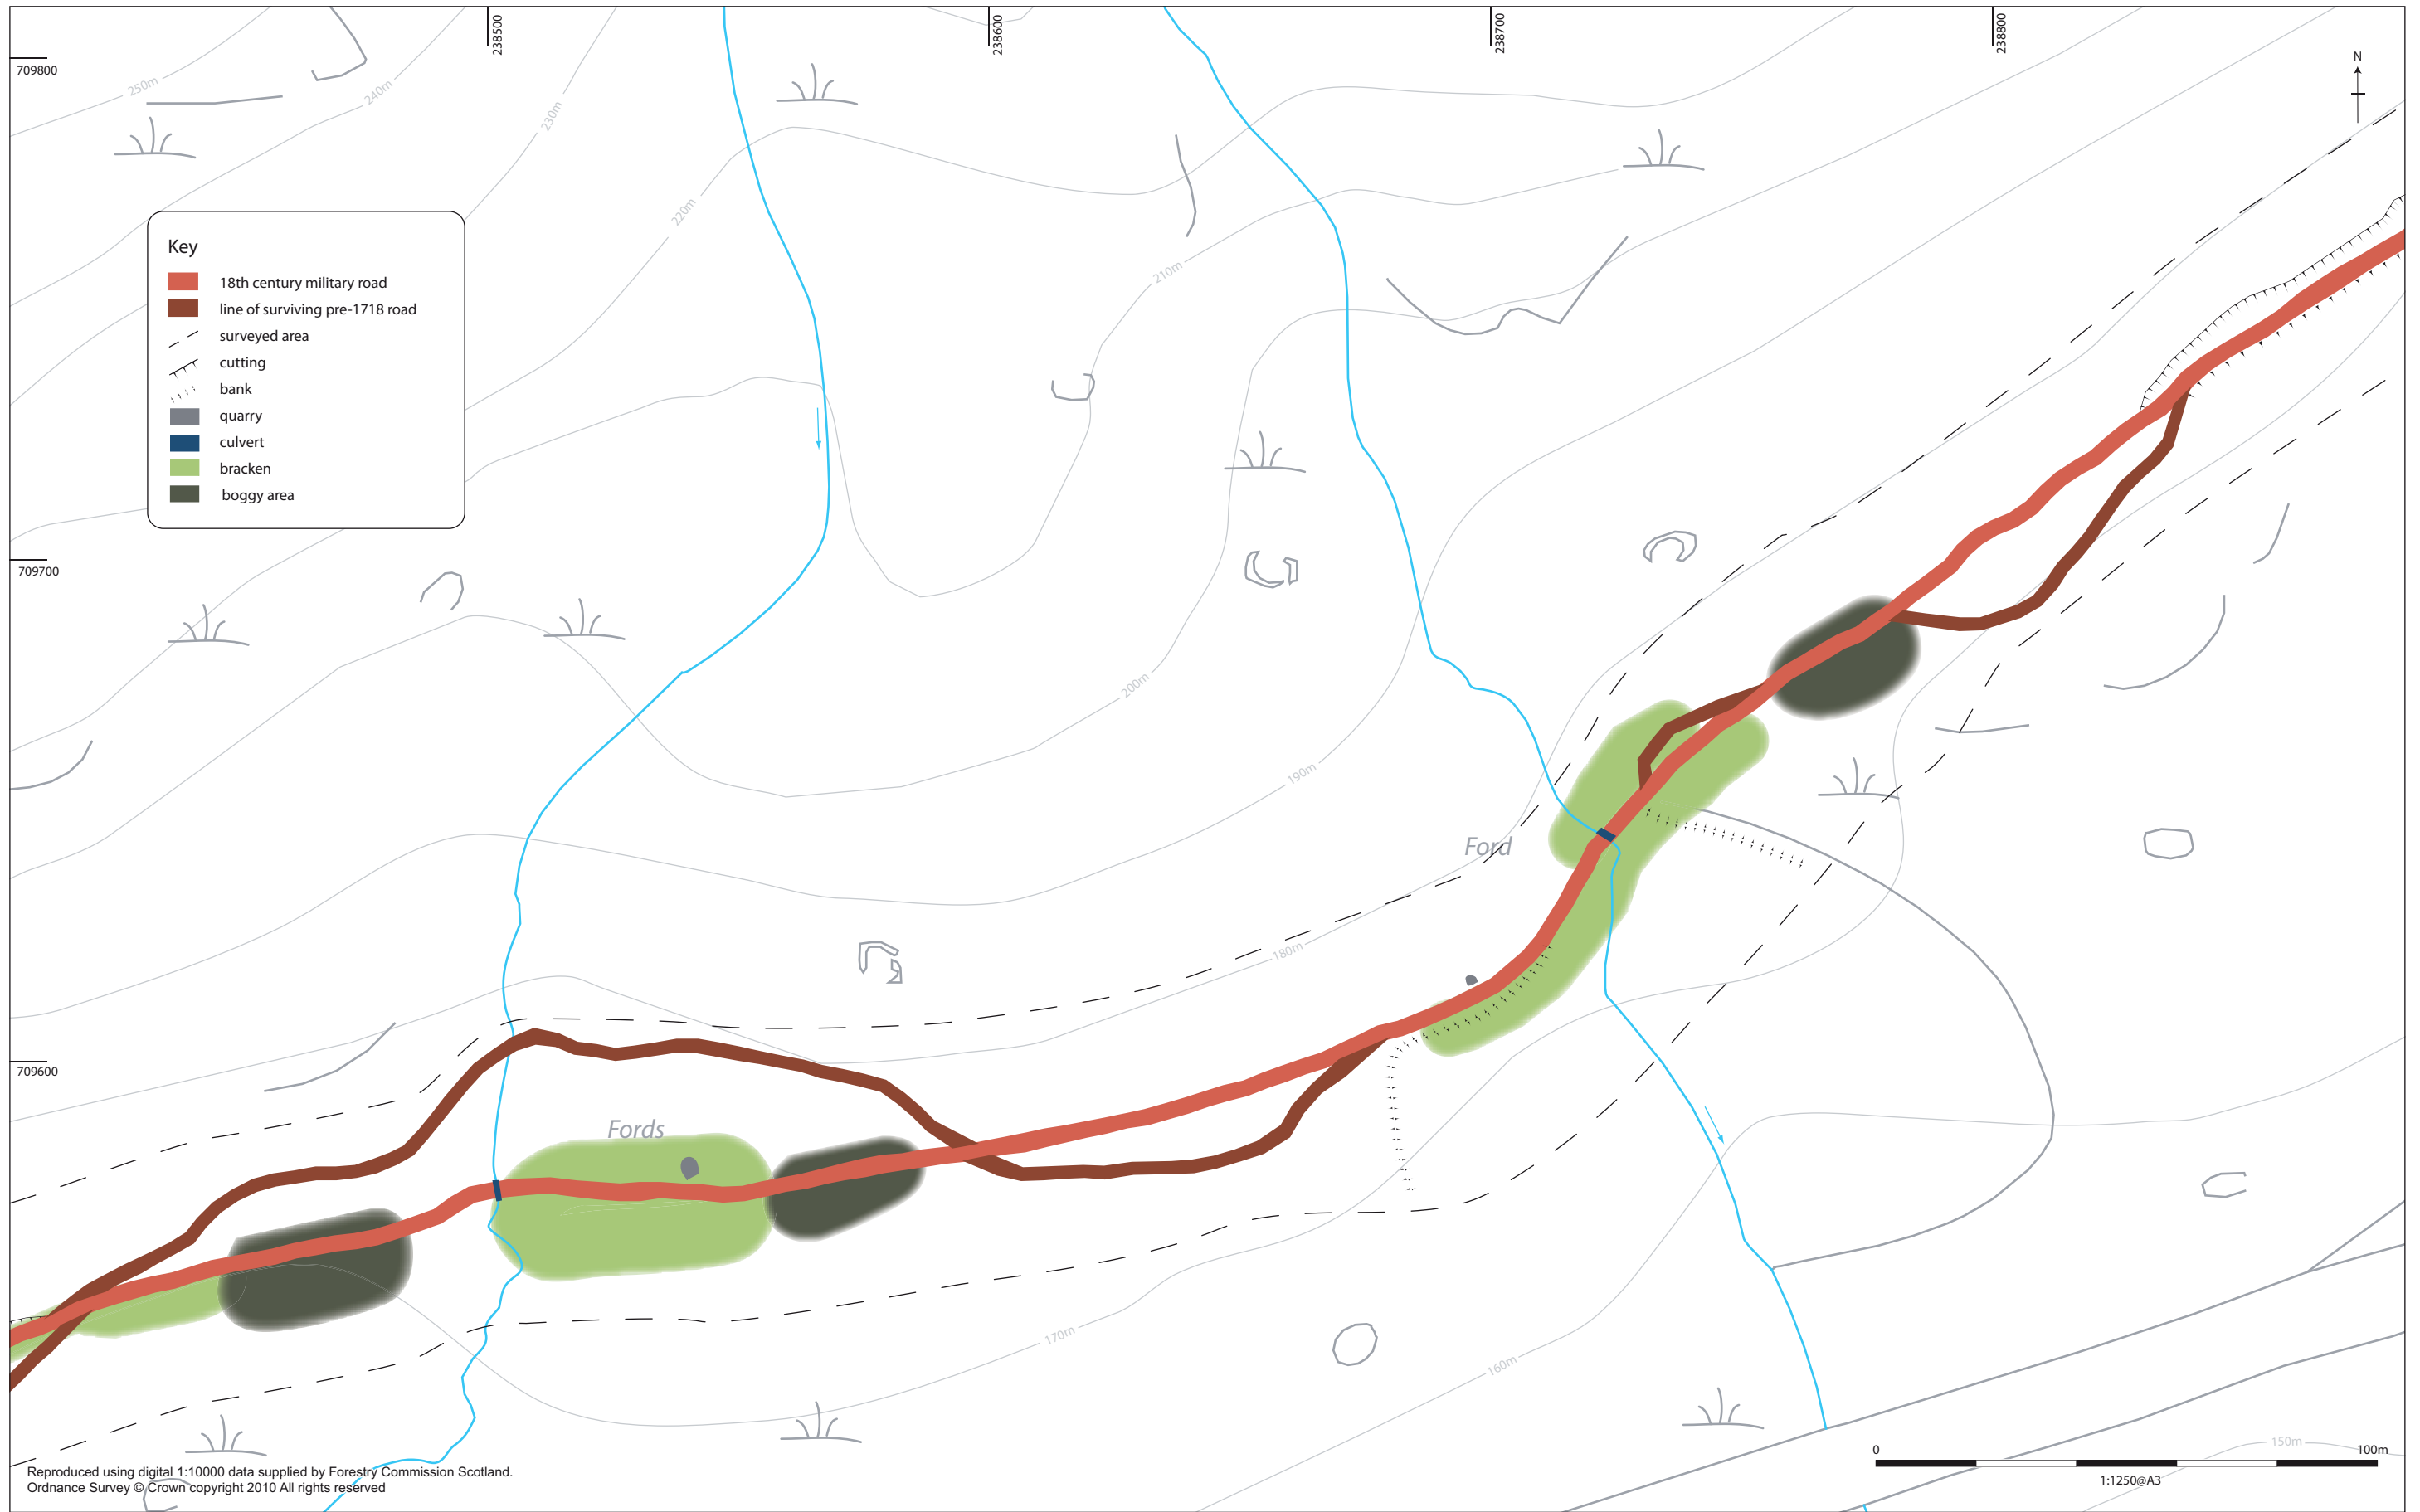 238500
238600
238700
238800
709800
N
250m
240m
230m
220m
210m
Key
18th century military road
line of surviving pre-1718 road
surveyed area
cutting
bank
quarry
culvert
bracken
boggy area
709700
200m
190m
Ford
180m
709600
Fords
170m
160m
150m
0
100m
1:1250@A3
Reproduced using digital 1:10000 data supplied by Forestry Commission Scotland.
Ordnance Survey © Crown copyright 2010 All rights reserved